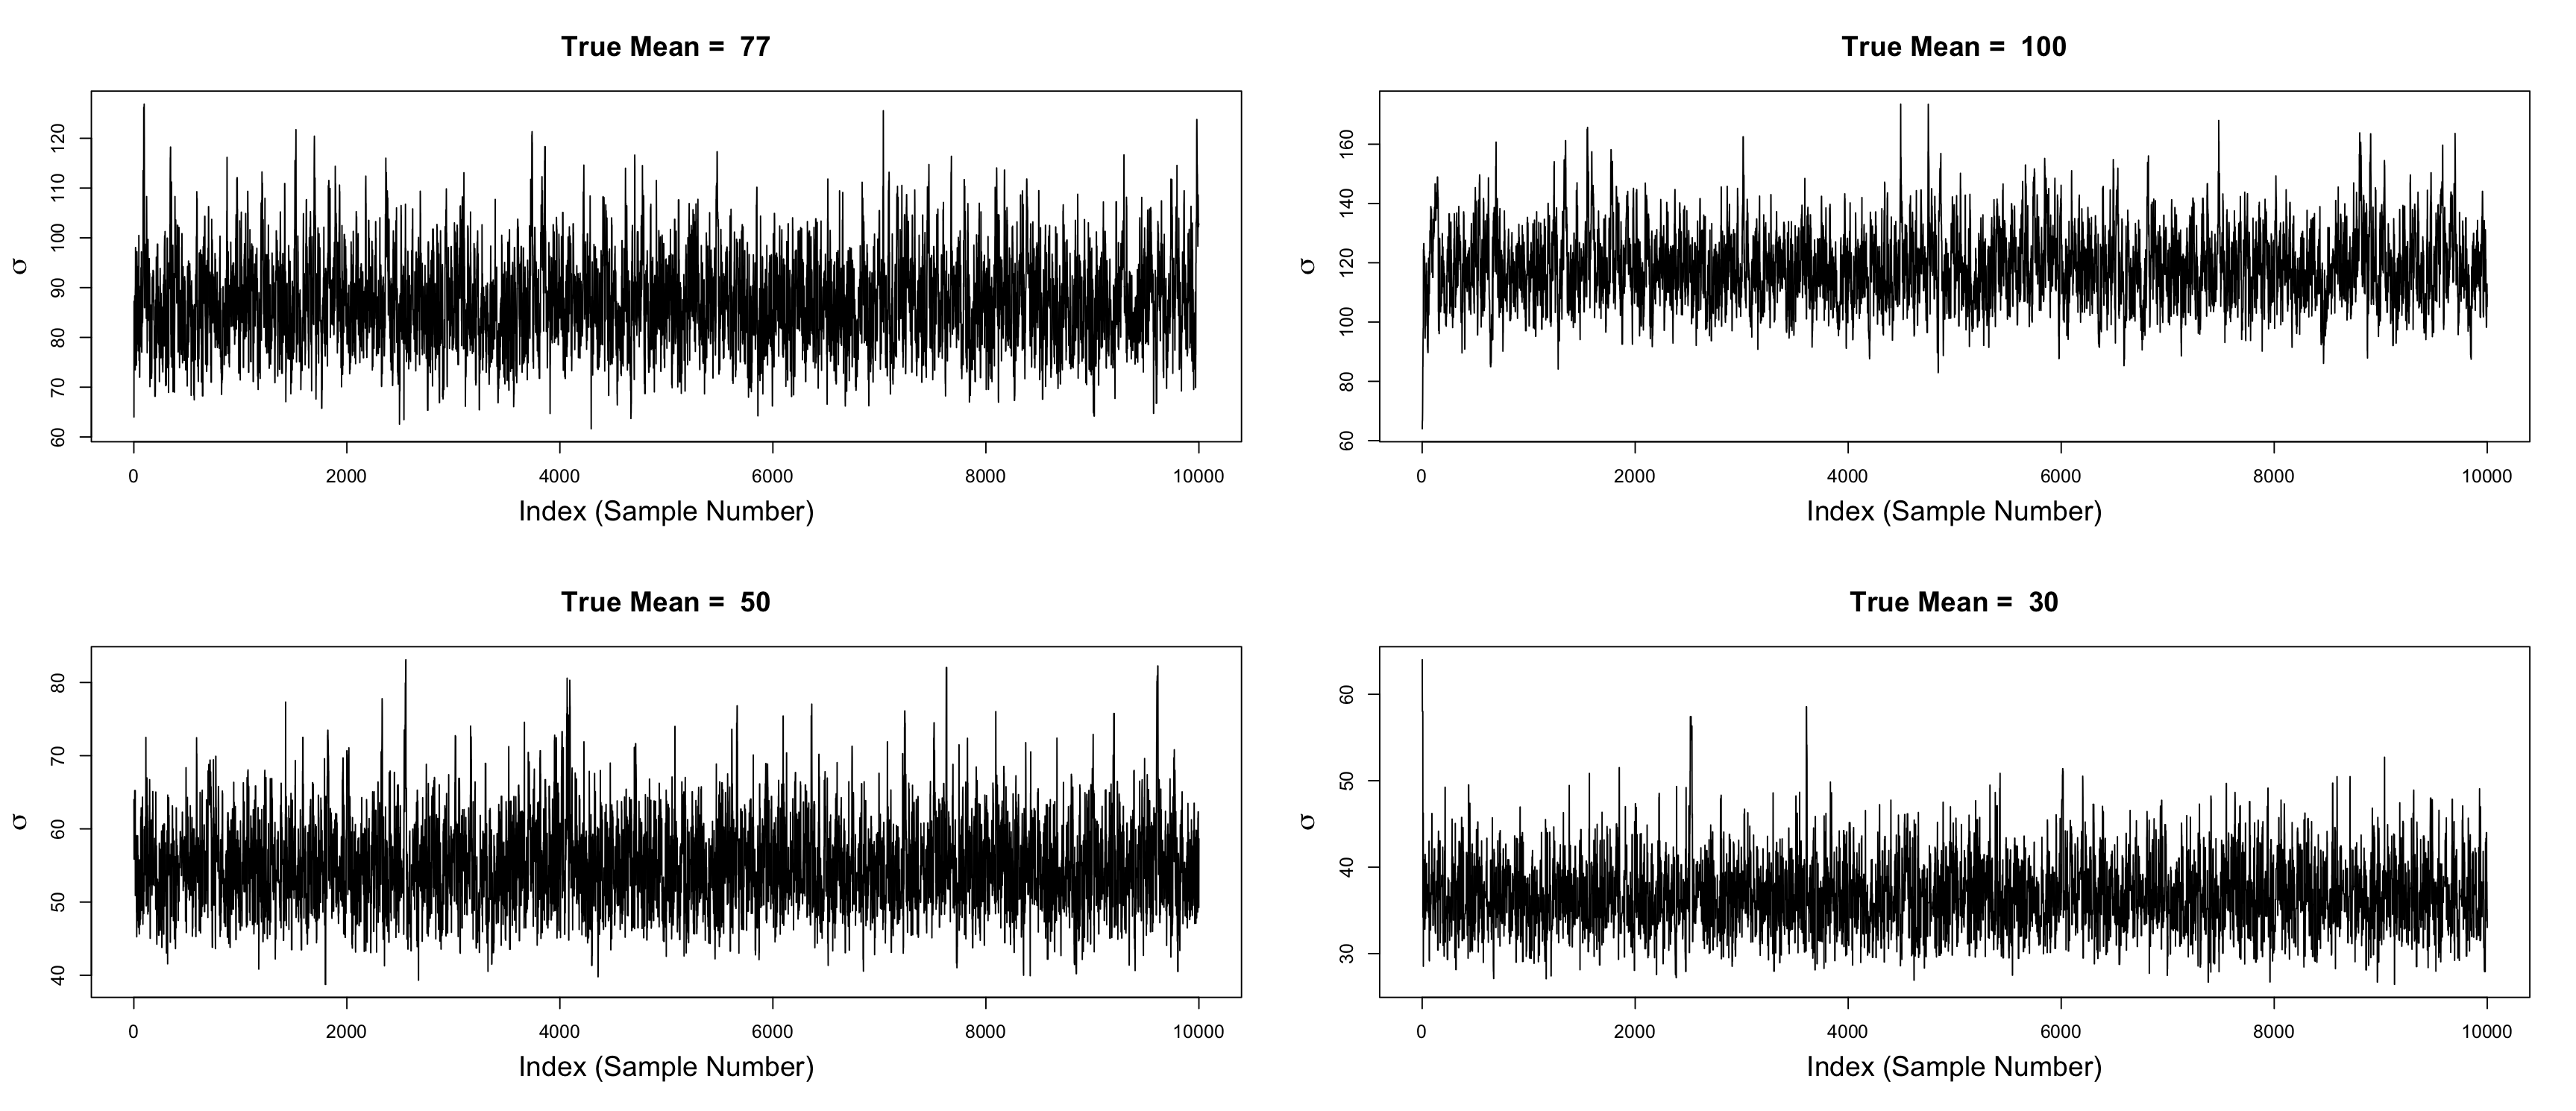 True Mean =  77
σ
120
110
100
90
80
70
60
0 2000 4000 6000 8000 10000
Index (Sample Number)
True Mean =  100
σ
160
140
120
100
80
60
0 2000 4000 6000 8000 10000
Index (Sample Number)
True Mean =  50
σ
80
70
60
50
40
0 2000 4000 6000 8000 10000
Index (Sample Number)
True Mean =  30
σ
60
50
40
30
0 2000 4000 6000 8000 10000
Index (Sample Number)